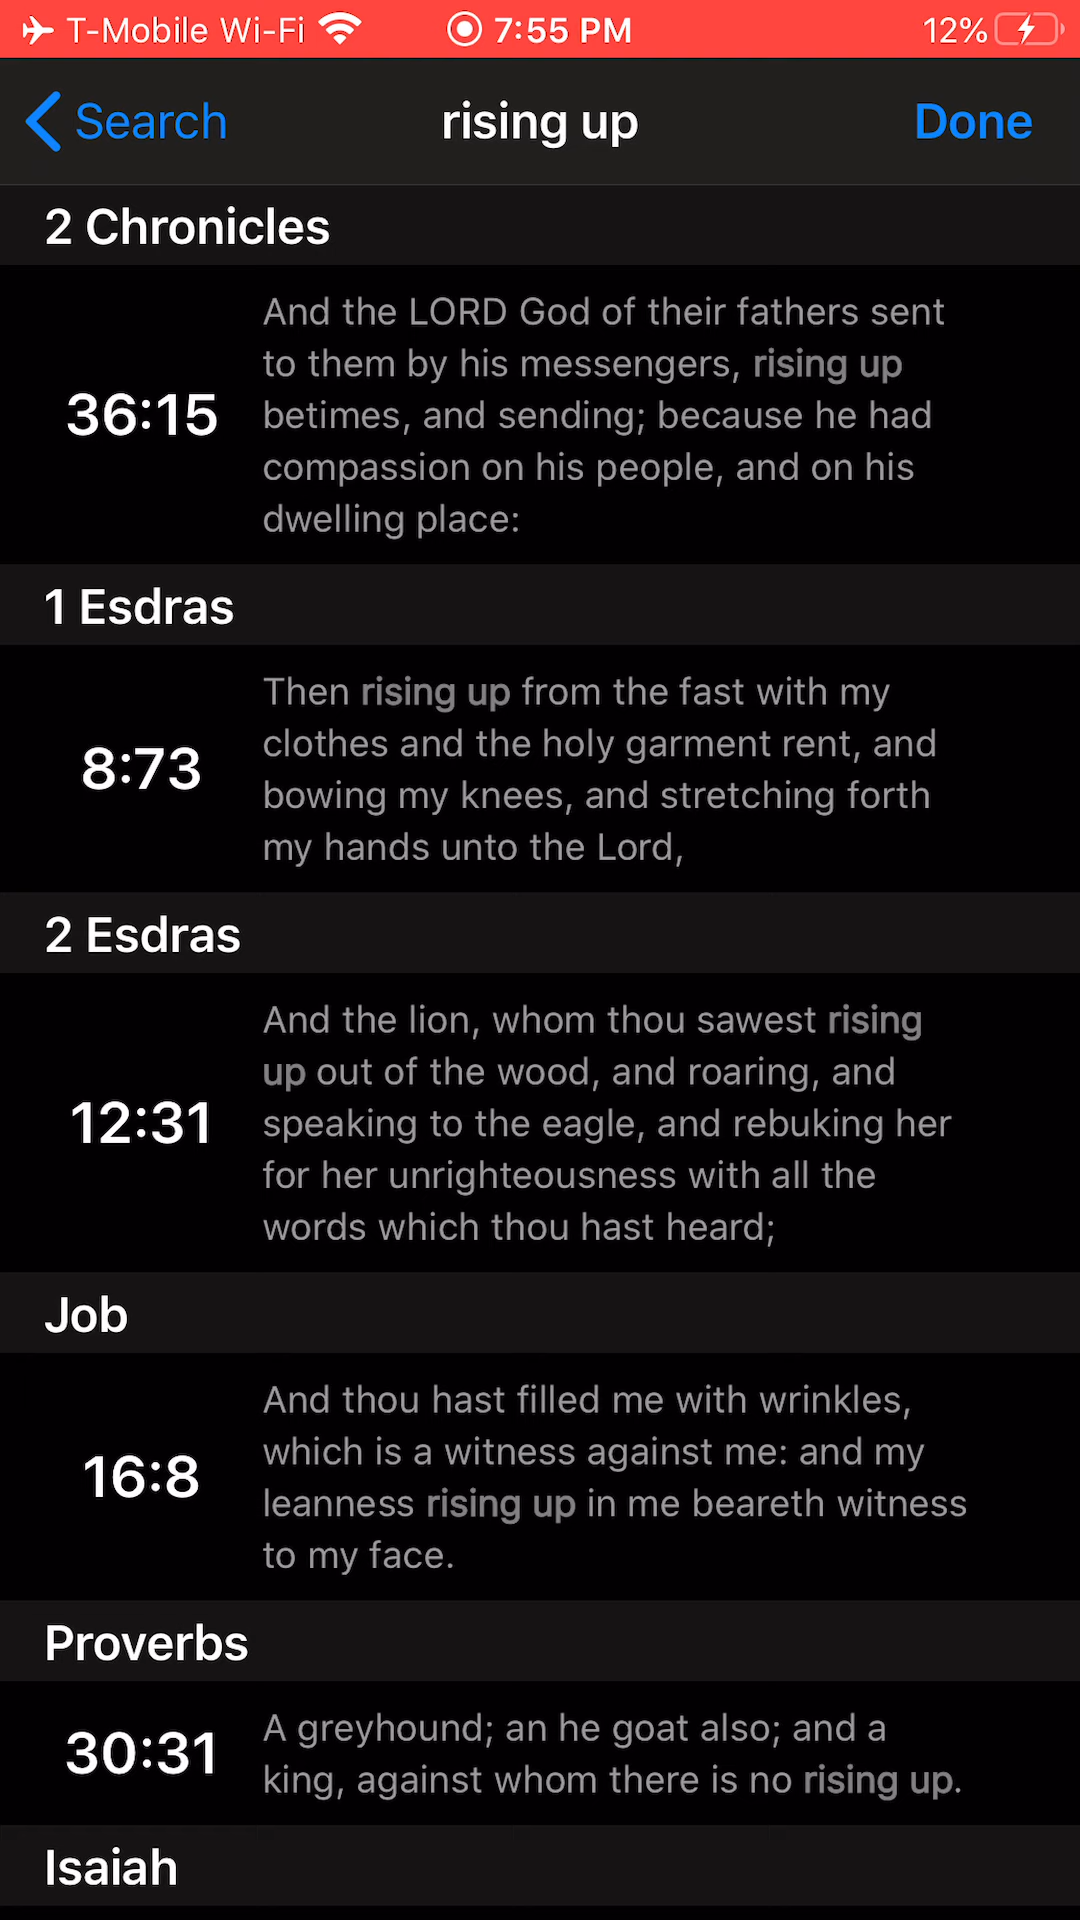 T-Mobile Wi-Fi 7:55 PM 12%
Search rising up Done
2 Chronicles
And the LORD God of their fathers sent
to them by his messengers, rising up
36:15 betimes, and sending; because he had
compassion on his people, and on his
dwelling place:
1 Esdras
Then rising up from the fast with my
clothes and the holy garment rent, and
8:73
bowing my knees, and stretching forth
my hands unto the Lord,
2 Esdras
And the lion, whom thou sawest rising
up out of the wood, and roaring, and
12:31 speaking to the eagle, and rebuking her
for her unrighteousness with all the
words which thou hast heard;
Job
And thou hast filled me with wrinkles,
which is a witness against me: and my
16:8
leanness rising up in me beareth witness
to my face.
Proverbs
A greyhound; an he goat also; and a
30:31
king, against whom there is no rising up.
Isaiah